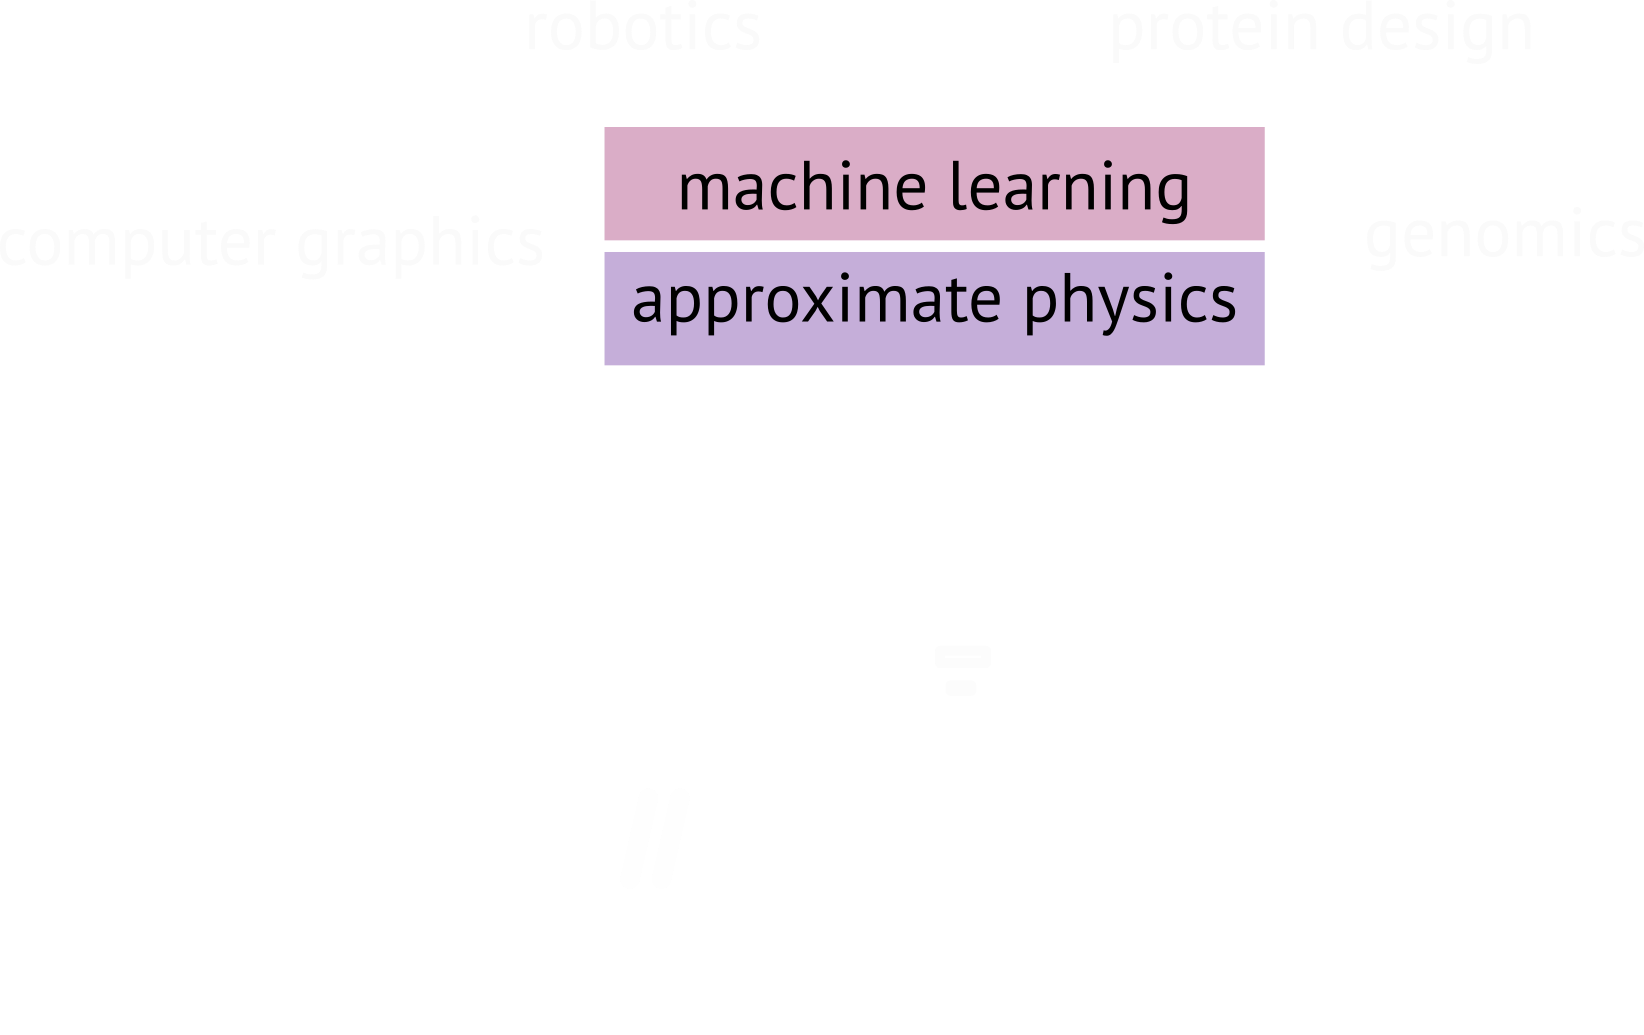 robotics
protein design
machine learning
computer graphics
genomics
approximate physics